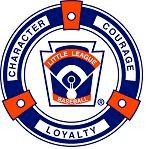 CHARACTER
COURAGE
LOYALTY
LITTLE LEAGUE
BASEBALL
®